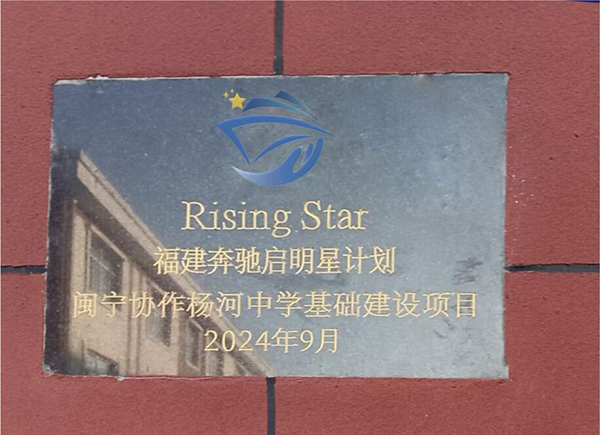 Rising Star
福建奔驰启明星计划
闽宁协作杨河中学基础建设项目
2024年9月